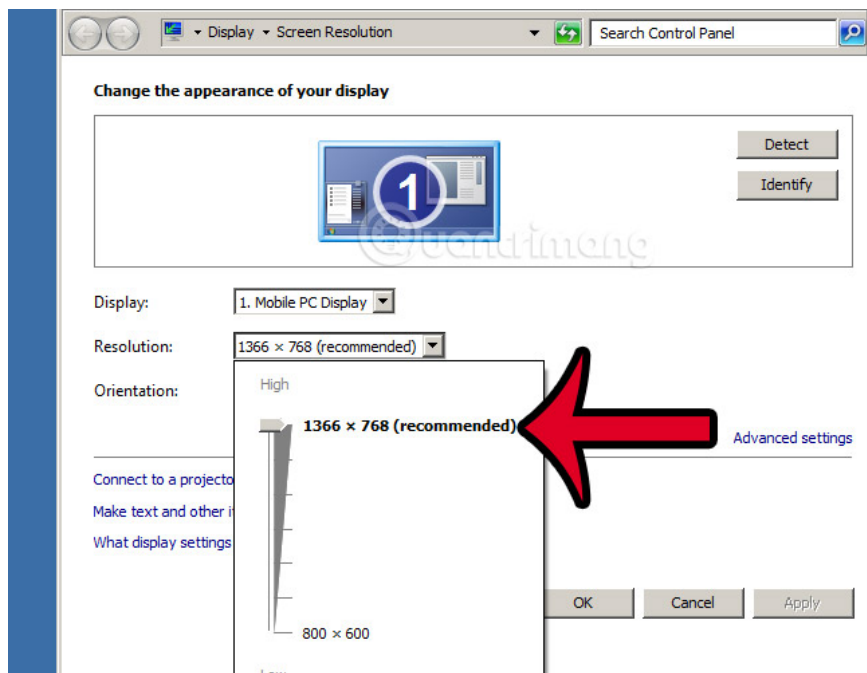 Display Screen Resolution
Search Control Panel
Change the appearance of your display
1
Detect
Identify
Quantrimang
Display: 1. Mobile PC Display
Resolution: 1366 × 768 (recommended)
Orientation:
High
1366 × 768 (recommended)
Advanced settings
Connect to a projecto
Make text and other i
What display settings
OK Cancel Apply
800 × 600